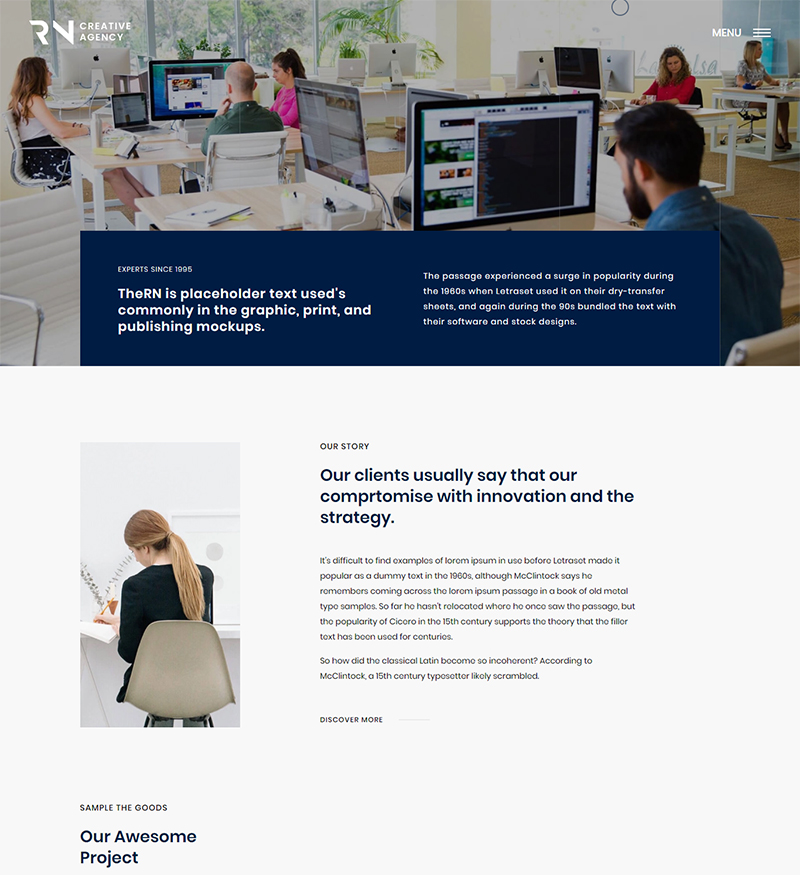 RN CREATIVE
AGENCY
MENU
EXPERTS SINCE 1995
TheRN is placeholder text used's
commonly in the graphic, print, and
publishing mockups.
The passage experienced a surge in popularity during
the 1960s when Letraset used it on their dry-transfer
sheets, and again during the 90s bundled the text with
their software and stock designs.
OUR STORY
Our clients usually say that our
comprtomise with innovation and the
strategy.
It's difficult to find examples of lorem ipsum in use before Letraset made it
popular as a dummy text in the 1960s, although McClintock says he
remembers coming across the lorem ipsum passage in a book of old metal
type samples. So far he hasn't relocated where he once saw the passage, but
the popularity of Cicero in the 15th century supports the theory that the filler
text has been used for centuries.
So how did the classical Latin become so incoherent? According to
McClintock, a 15th century typesetter likely scrambled.
DISCOVER MORE
SAMPLE THE GOODS
Our Awesome
Project